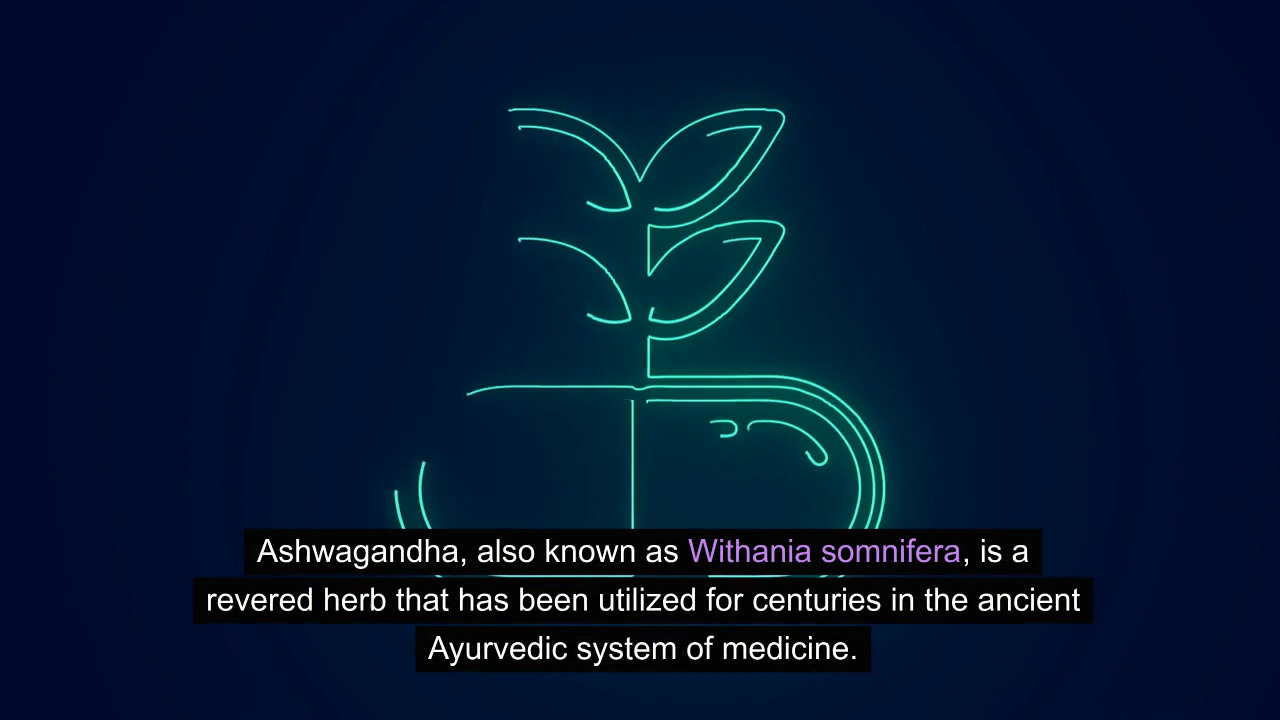 Ashwagandha, also known as Withania somnifera, is a
revered herb that has been utilized for centuries in the ancient
Ayurvedic system of medicine.